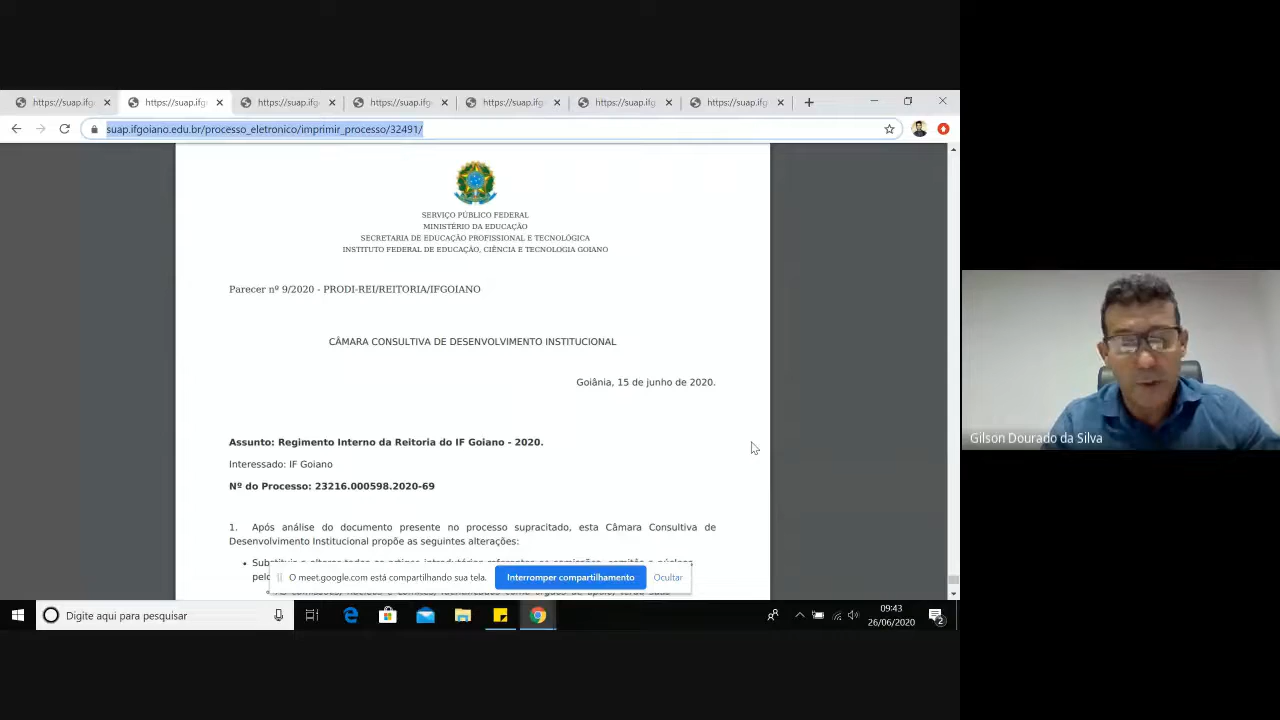 https://suap.ifg
https://suap.ifg
https://suap.ifg
https://suap.ifg
https://suap.ifg
https://suap.ifg
https://suap.ifg
suap.ifgoiano.edu.br/processo_eletronico/imprimir_processo/32491/
SERVIÇO PÚBLICO FEDERAL
MINISTÉRIO DA EDUCAÇÃO
SECRETARIA DE EDUCAÇÃO PROFISSIONAL E TECNOLÓGICA
INSTITUTO FEDERAL DE EDUCAÇÃO, CIÊNCIA E TECNOLOGIA GOIANO
Parecer nº 9/2020 - PRODI-REI/REITORIA/IFGOIANO
CÂMARA CONSULTIVA DE DESENVOLVIMENTO INSTITUCIONAL
Goiânia, 15 de junho de 2020.
Assunto: Regimento Interno da Reitoria do IF Goiano - 2020.
Interessado: IF Goiano
Nº do Processo: 23216.000598.2020-69
1. Após análise do documento presente no processo supracitado, esta Câmara Consultiva de
Desenvolvimento Institucional propõe as seguintes alterações:
O meet.google.com está compartilhando sua tela.
Interromper compartilhamento
Ocultar
Gilson Dourado da Silva
Digite aqui para pesquisar
09:43
26/06/2020
2